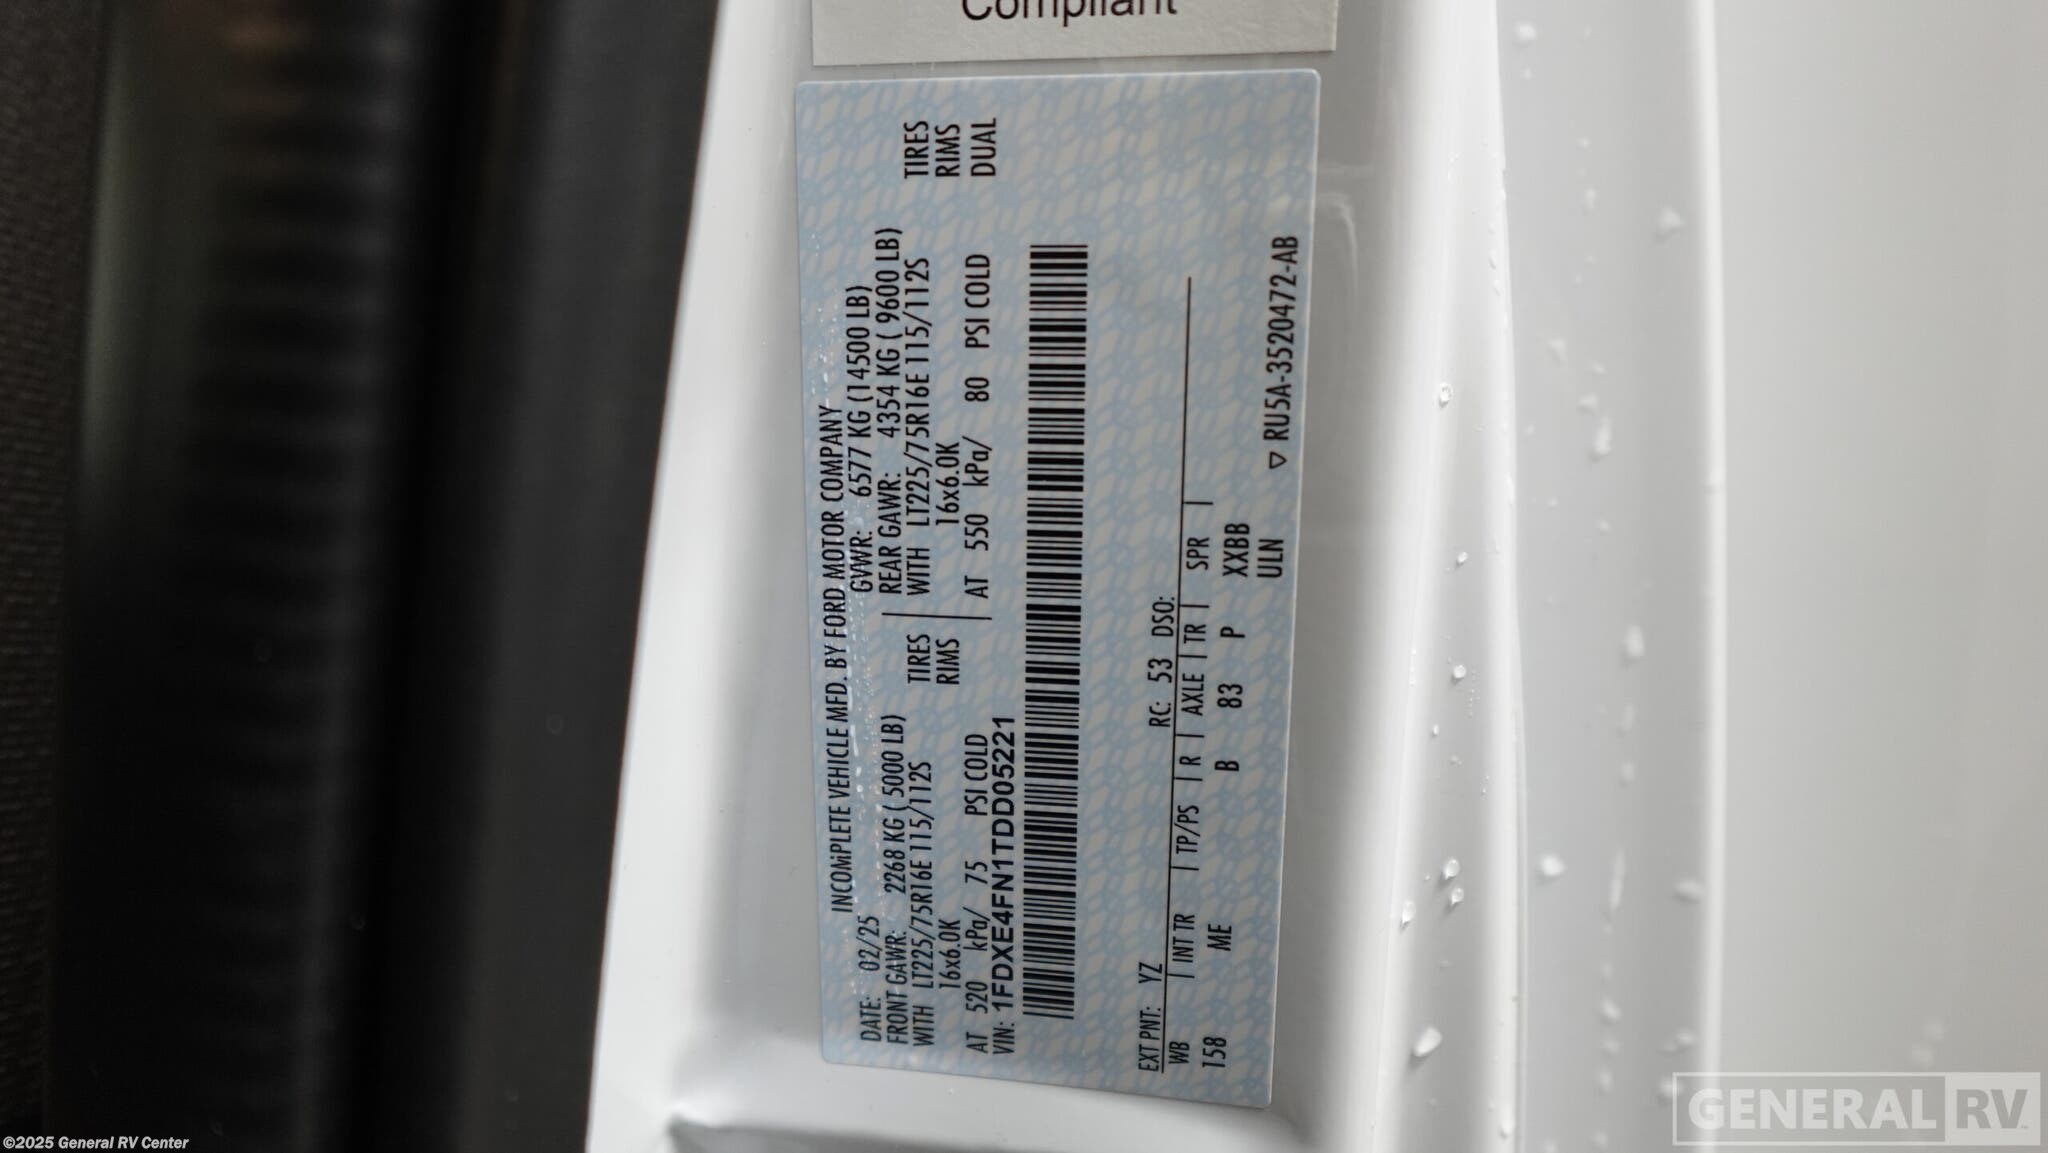 Compliant
INCOMPLETE VEHICLE MFD. BY FORD MOTOR COMPANY
DATE: 02/25 GVWR: 6577 KG (14500 LB)
FRONT GAWR: 2268 KG ( 5000 LB) REAR GAWR: 4354 KG ( 9600 LB)
WITH LT225/75R16E 115/112S TIRES WITH LT225/75R16E 115/112S TIRES
16x6.0K RIMS 16x6.0K RIMS
AT 520 kPa/ 75 PSI COLD AT 550 kPa/ 80 PSI COLD DUAL
VIN: 1FDXE4FN1TDD05221
EXT PNT: YZ RC: 53 DSO:
WB | INT TR | TP/PS | R | AXLE | TR | SPR |
158 ME B 83 P XXBB
ULN
▽ RU5A-3520472-AB
GENERAL RV
©2025 General RV Center